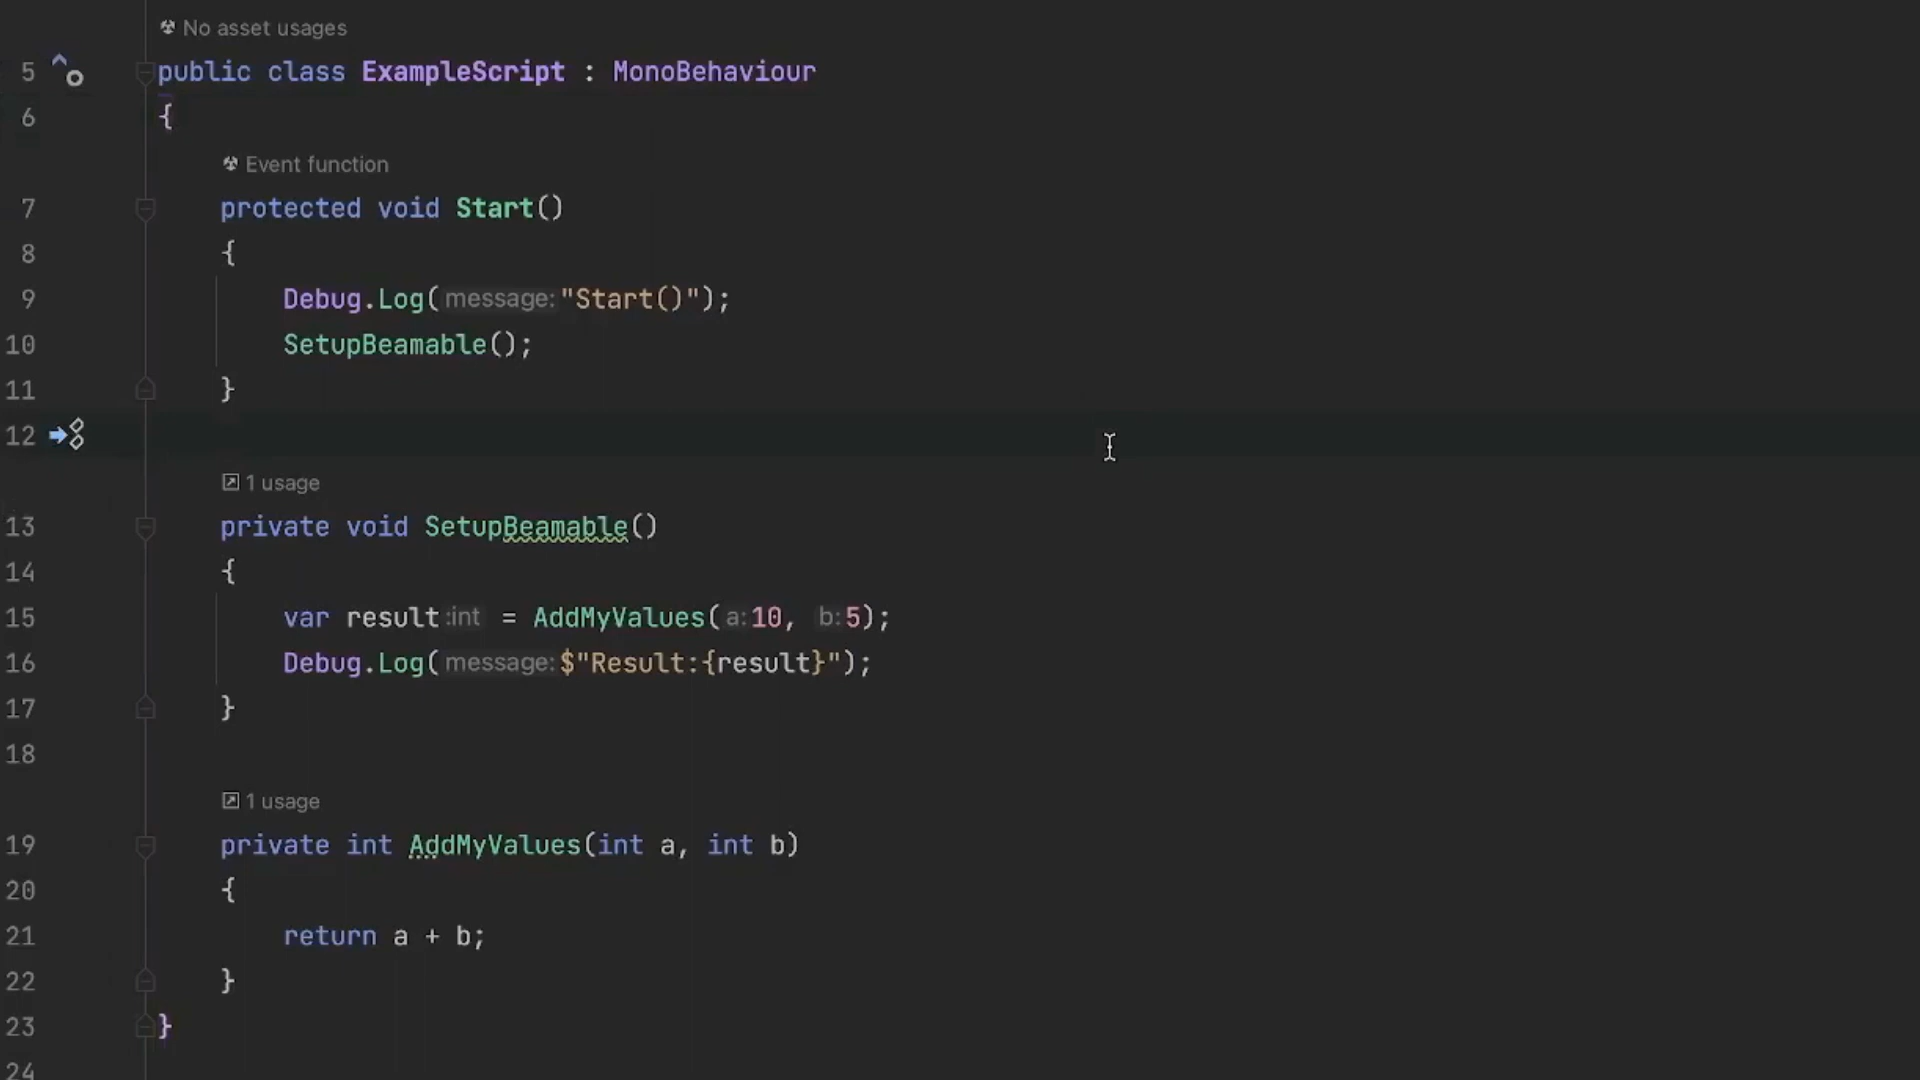 No asset usages
5 public class ExampleScript : MonoBehaviour
6 {
Event function
7 protected void Start()
8 {
9 Debug.Log(message:"Start()");
10 SetupBeamable();
11 }
12
1 usage
13 private void SetupBeamable()
14 {
15 var result:int = AddMyValues(a:10, b:5);
16 Debug.Log(message:$"Result:{result}");
17 }
18
1 usage
19 private int AddMyValues(int a, int b)
20 {
21 return a + b;
22 }
23 }
24